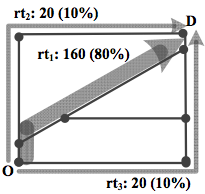 rt₂: 20 (10%)
D
rt₁: 160 (80%)
O
rt₃: 20 (10%)